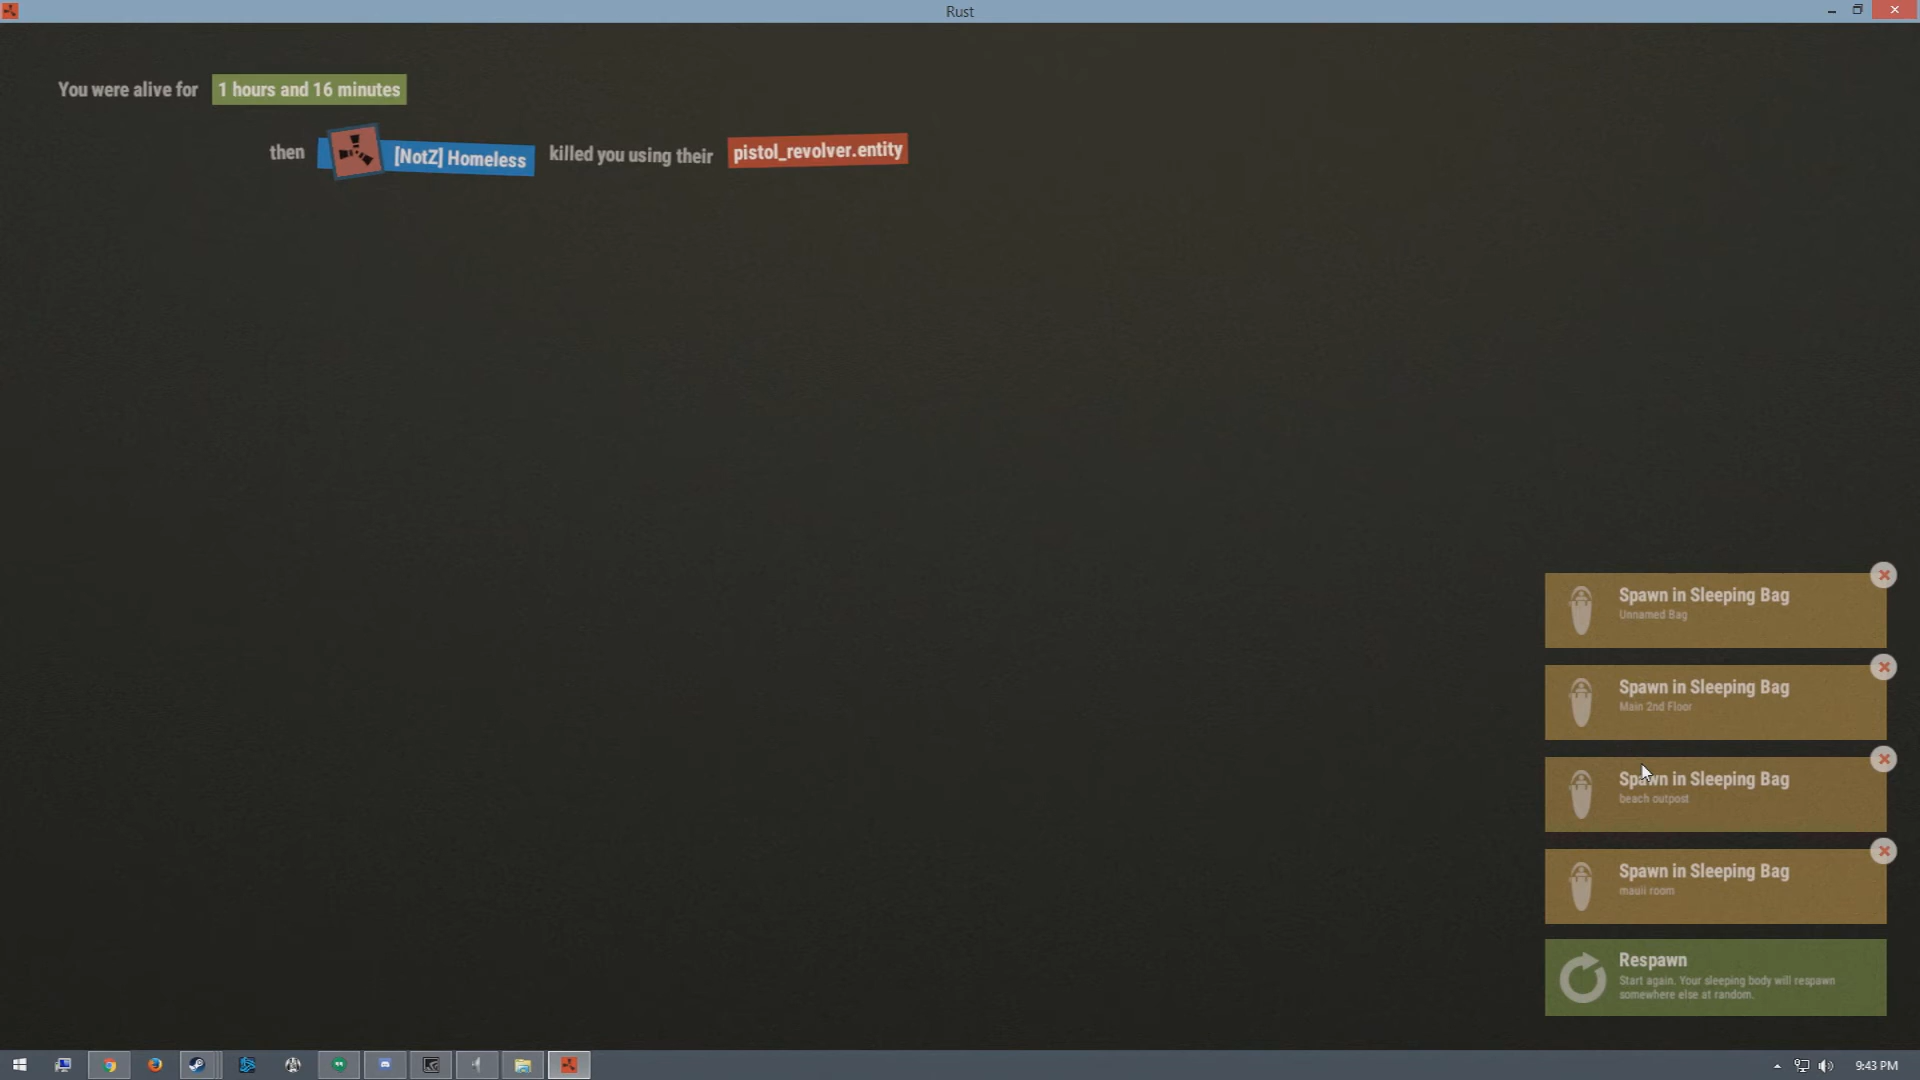 Rust
You were alive for 1 hours and 16 minutes
then [NotZ] Homeless killed you using their pistol_revolver.entity
Spawn in Sleeping Bag
Unnamed Bag
Spawn in Sleeping Bag
Main 2nd Floor
Spawn in Sleeping Bag
beach outpost
Spawn in Sleeping Bag
mauii room
Respawn
Start again. Your sleeping body will respawn
somewhere else at random.
9:43 PM